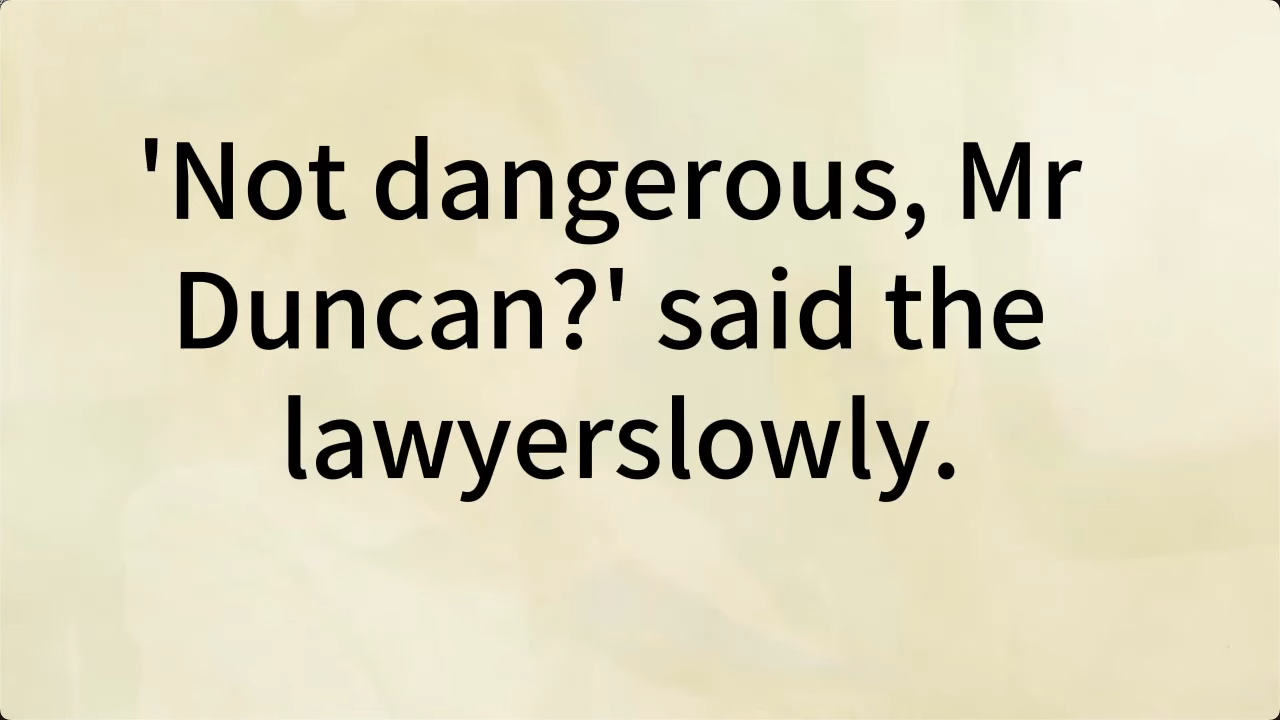 'Not dangerous, Mr
Duncan?' said the
lawyerslowly.